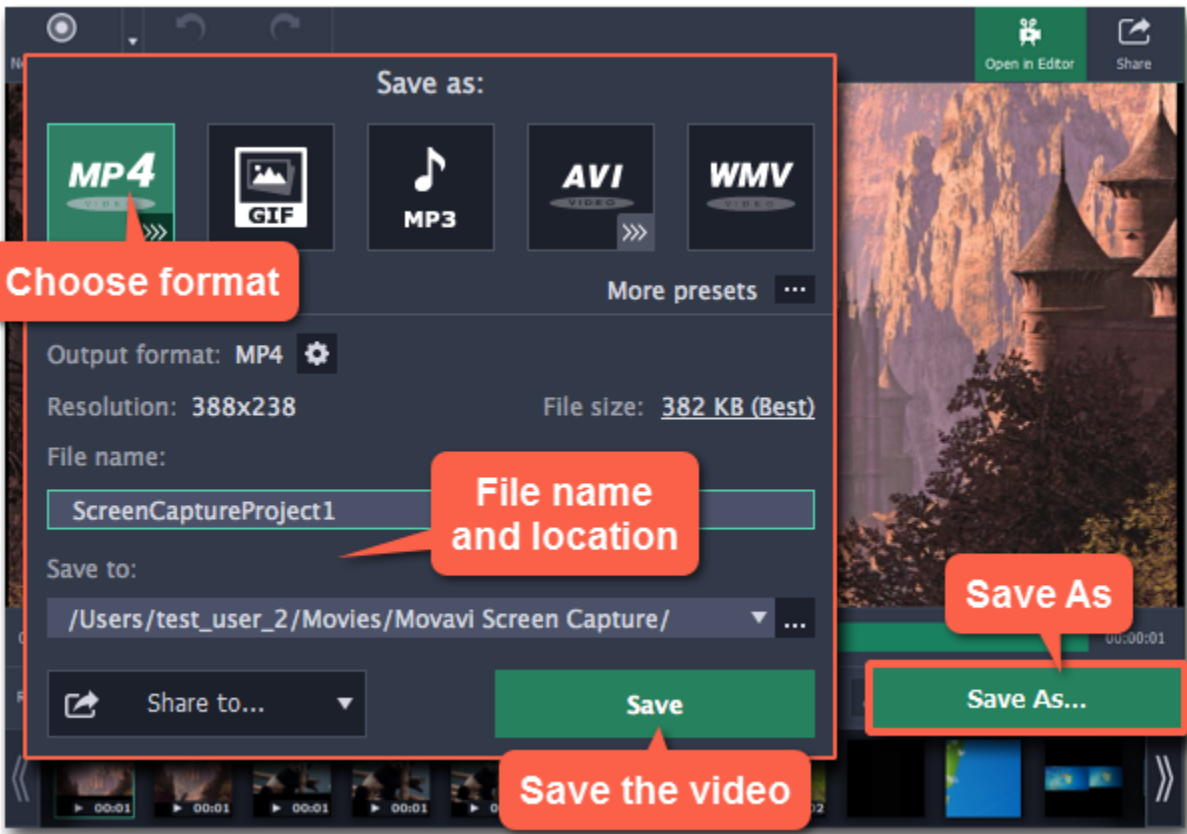 Open in Editor
Share
Save as:
MP4
VIDEO
GIF
MP3
AVI
VIDEO
WMV
VIDEO
Choose format
More presets
Output format: MP4
Resolution: 388x238
File size: 382 KB (Best)
File name:
ScreenCaptureProject1
File name
and location
Save to:
/Users/test_user_2/Movies/Movavi Screen Capture/
...
Save As
00:00:01
Share to...
Save
Save As...
Save the video
00:01
00:01
00:01
00:01